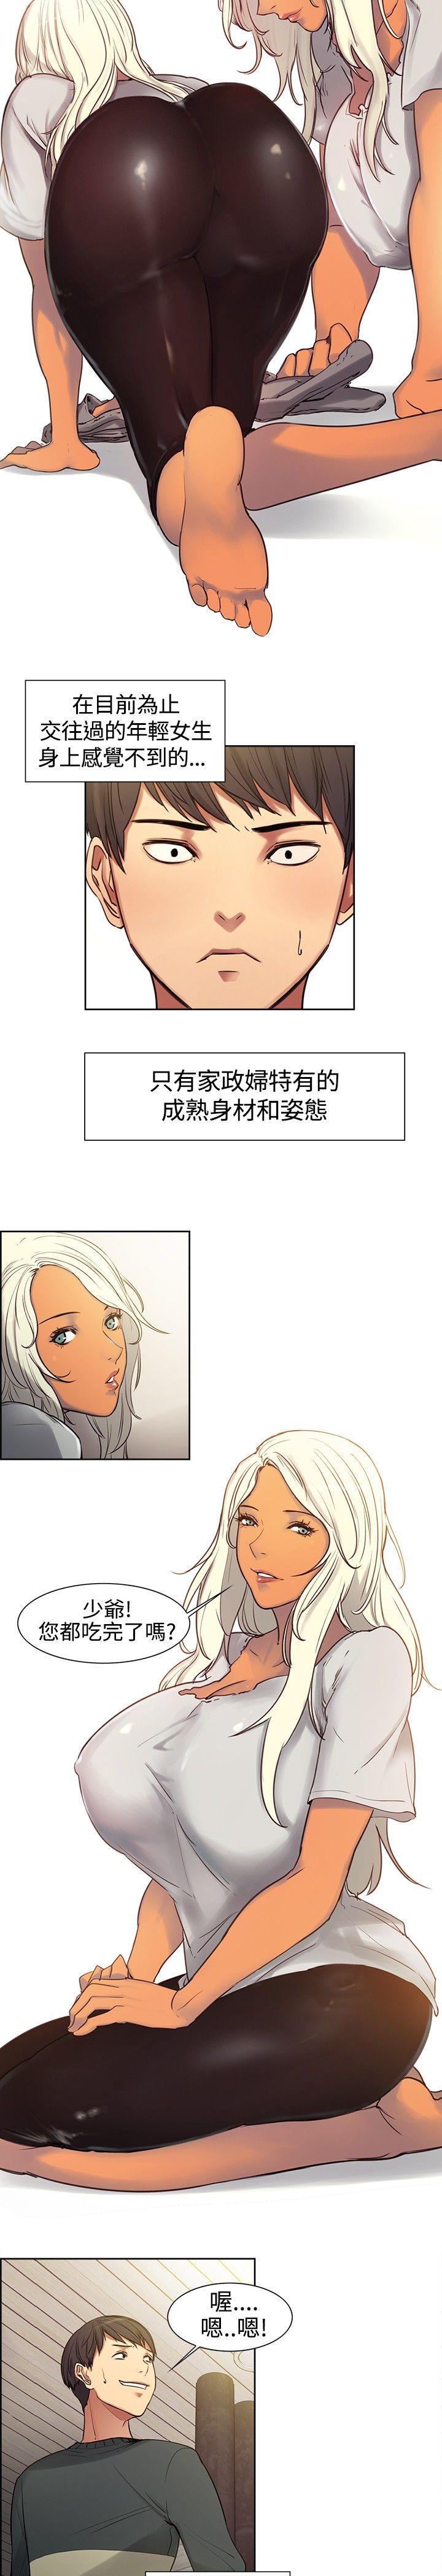 在目前為止
交往過的年輕女生
身上感覺不到的...
只有家政婦特有的
成熟身材和姿態
少爺!
您都吃完了嗎?
喔....
嗯..嗯!